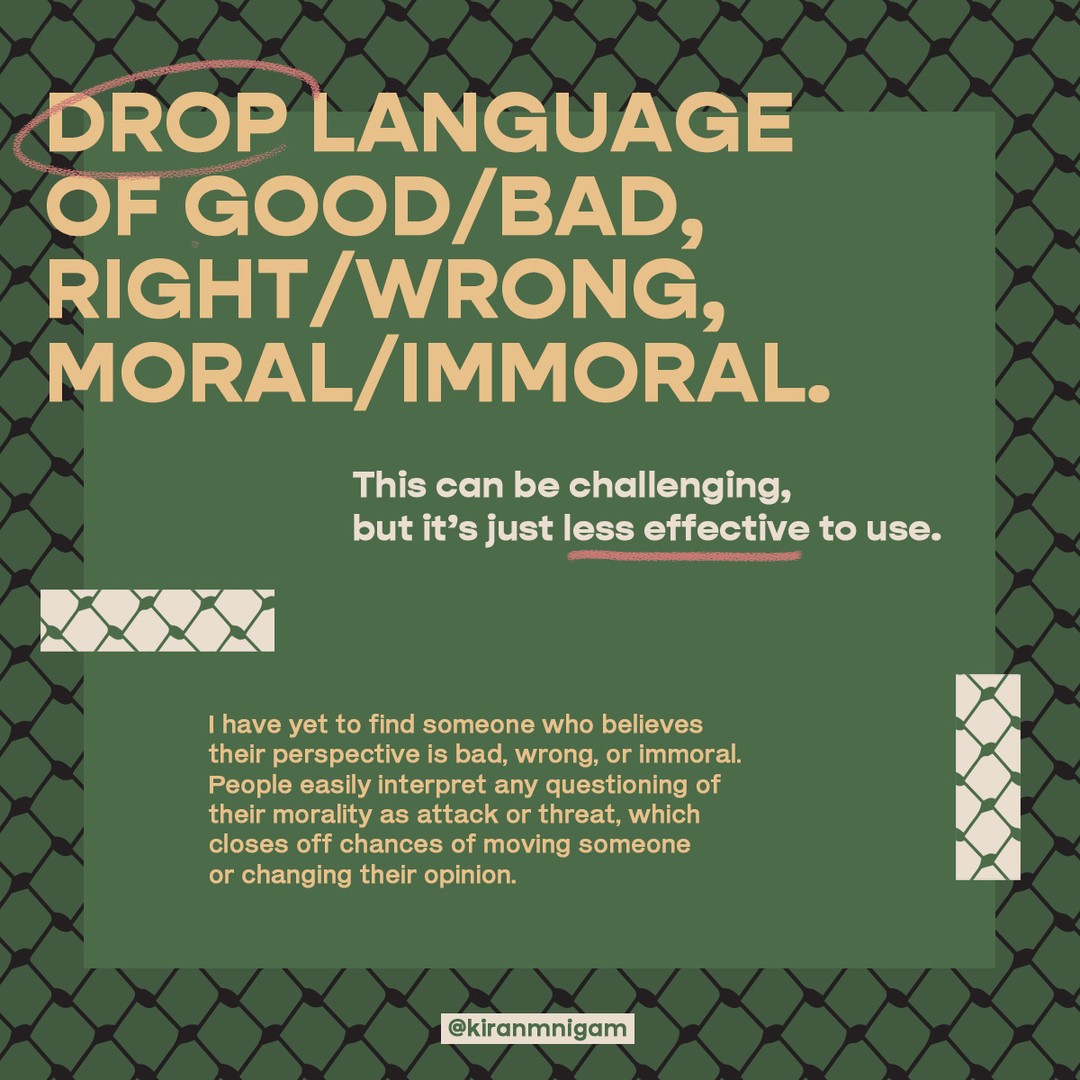 DROP LANGUAGE
OF GOOD/BAD,
RIGHT/WRONG,
MORAL/IMMORAL.
This can be challenging,
but it's just less effective to use.
I have yet to find someone who believes
their perspective is bad, wrong, or immoral.
People easily interpret any questioning of
their morality as attack or threat, which
closes off chances of moving someone
or changing their opinion.
@kiranmnigam